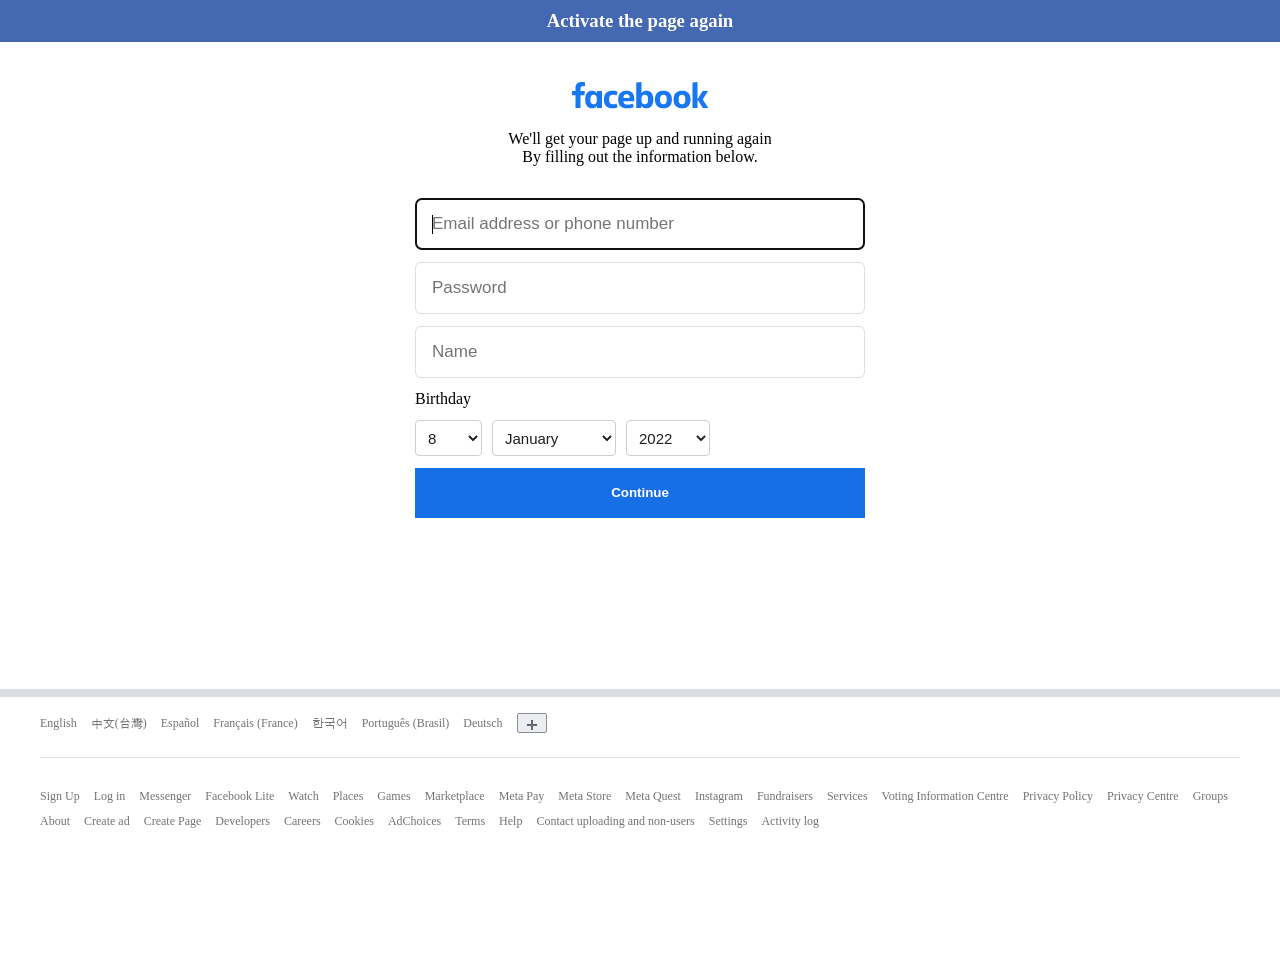 Activate the page again
facebook
We'll get your page up and running again
By filling out the information below.
Email address or phone number
Password
Name
Birthday
8 January 2022
Continue
English 中文(台灣) Español Français (France) 한국어 Português (Brasil) Deutsch
Sign Up Log in Messenger Facebook Lite Watch Places Games Marketplace Meta Pay Meta Store Meta Quest Instagram Fundraisers Services Voting Information Centre Privacy Policy Privacy Centre Groups
About Create ad Create Page Developers Careers Cookies AdChoices Terms Help Contact uploading and non-users Settings Activity log